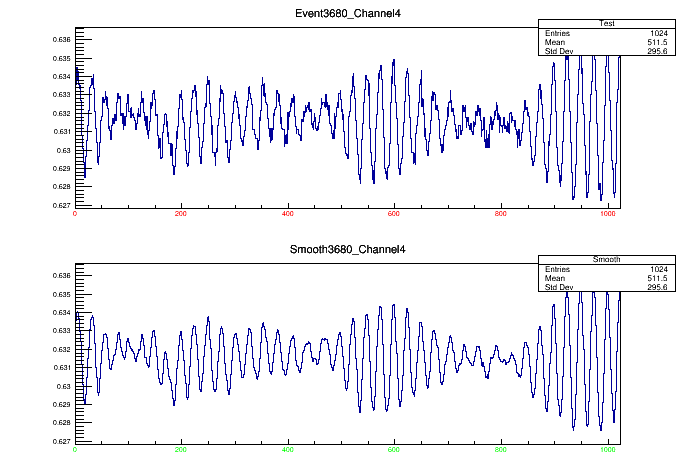 Event3680_Channel4
Test
Entries 1024
Mean 511.5
Std Dev 295.6
0.636
0.635
0.634
0.633
0.632
0.631
0.63
0.629
0.628
0.627
0 200 400 600 800 1000
Smooth3680_Channel4
Smooth
Entries 1024
Mean 511.5
Std Dev 295.6
0.636
0.635
0.634
0.633
0.632
0.631
0.63
0.629
0.628
0.627
0 200 400 600 800 1000